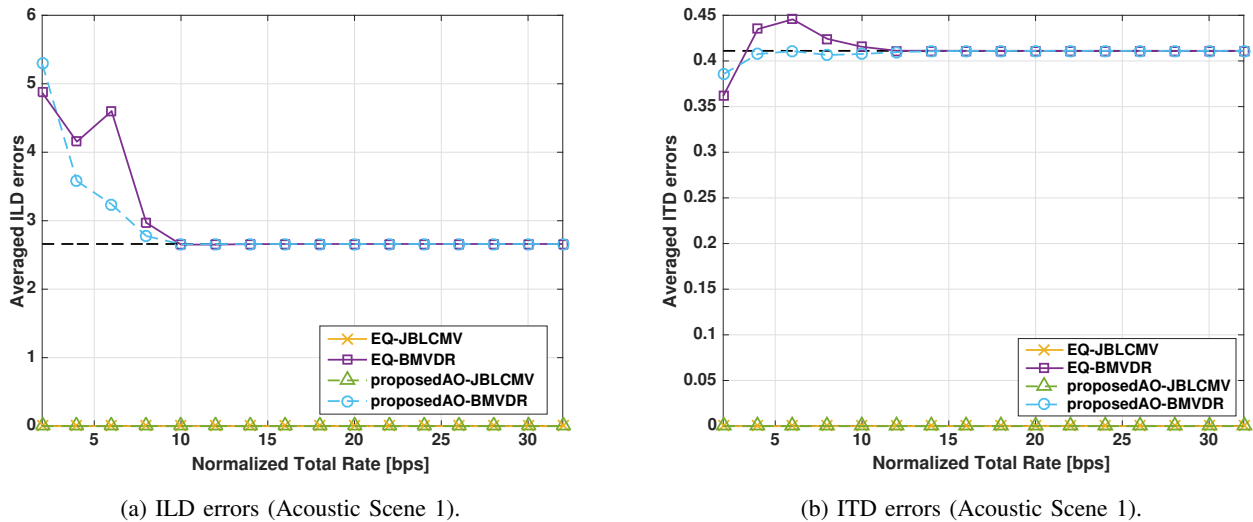 6
5
4
3
2
1
0
5
10
15
20
25
30
Averaged ILD errors
Normalized Total Rate [bps]
EQ-JBLCMV
EQ-BMVDR
proposedAO-JBLCMV
proposedAO-BMVDR
(a) ILD errors (Acoustic Scene 1).
0.45
0.4
0.35
0.3
0.25
0.2
0.15
0.1
0.05
0
5
10
15
20
25
30
Averaged ITD errors
Normalized Total Rate [bps]
EQ-JBLCMV
EQ-BMVDR
proposedAO-JBLCMV
proposedAO-BMVDR
(b) ITD errors (Acoustic Scene 1).